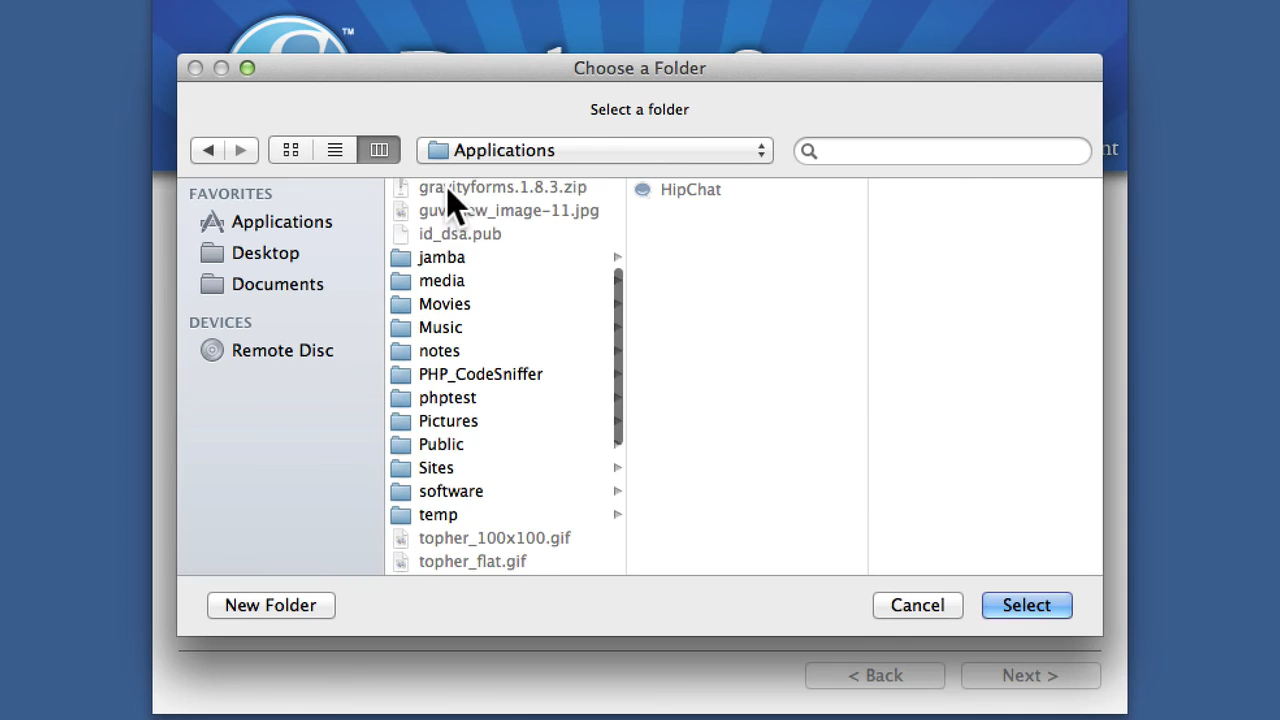 TM
Choose a Folder
Select a folder
Applications
nt
FAVORITES
Applications
Desktop
Documents
DEVICES
Remote Disc
gravityforms.1.8.3.zip
id_dsa.pub
jamba
media
Movies
Music
notes
PHP_CodeSniffer
phptest
Pictures
Public
Sites
software
temp
topher_100x100.gif
topher_flat.gif
HipChat
New Folder
Cancel
Select
< Back
Next >